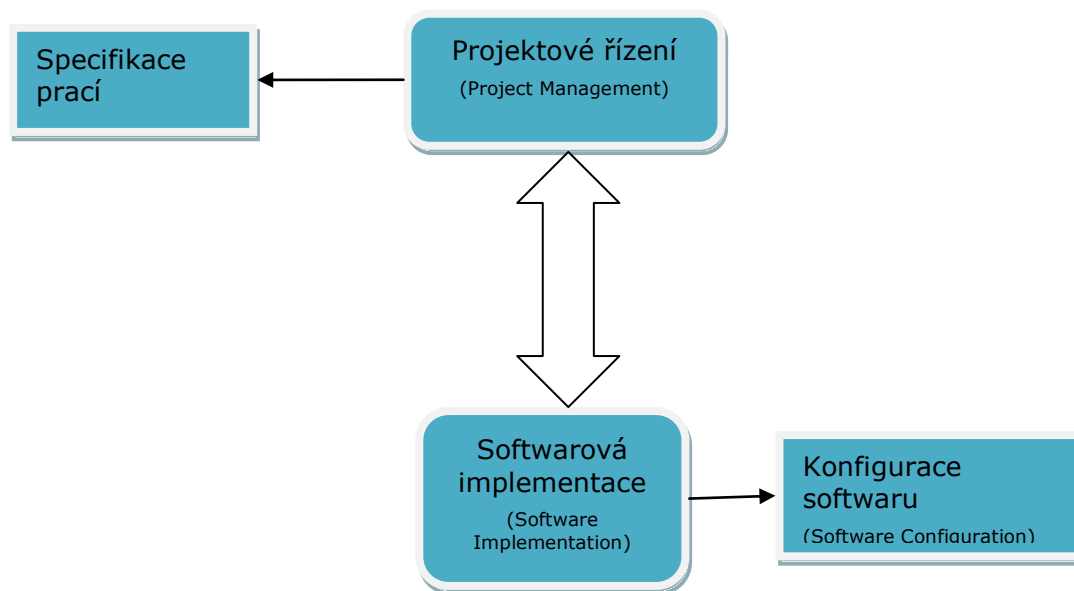 Specifikace
prací
Projektové řízení
(Project Management)
Softwarová
implementace
(Software
Implementation)
Konfigurace
softwaru
(Software Configuration)